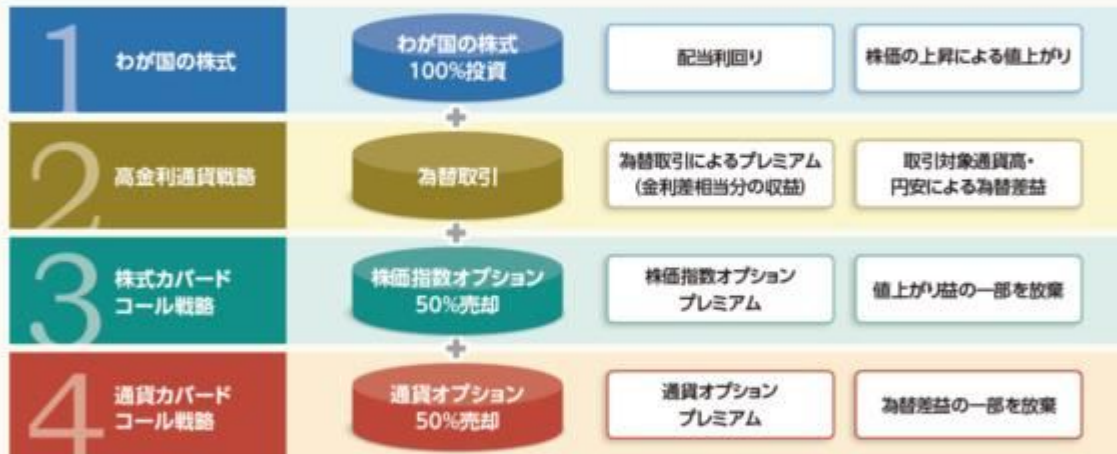 1
わが国の株式
わが国の株式
100%投資
配当利回り
株価の上昇による値上がり
+
2
高金利通貨戦略
為替取引
為替取引によるプレミアム
(金利差相当分の収益)
取引対象通貨高・
円安による為替差益
+
3
株式カバード
コール戦略
株価指数オプション
50%売却
株価指数オプション
プレミアム
値上がり益の一部を放棄
+
4
通貨カバード
コール戦略
通貨オプション
50%売却
通貨オプション
プレミアム
為替差益の一部を放棄